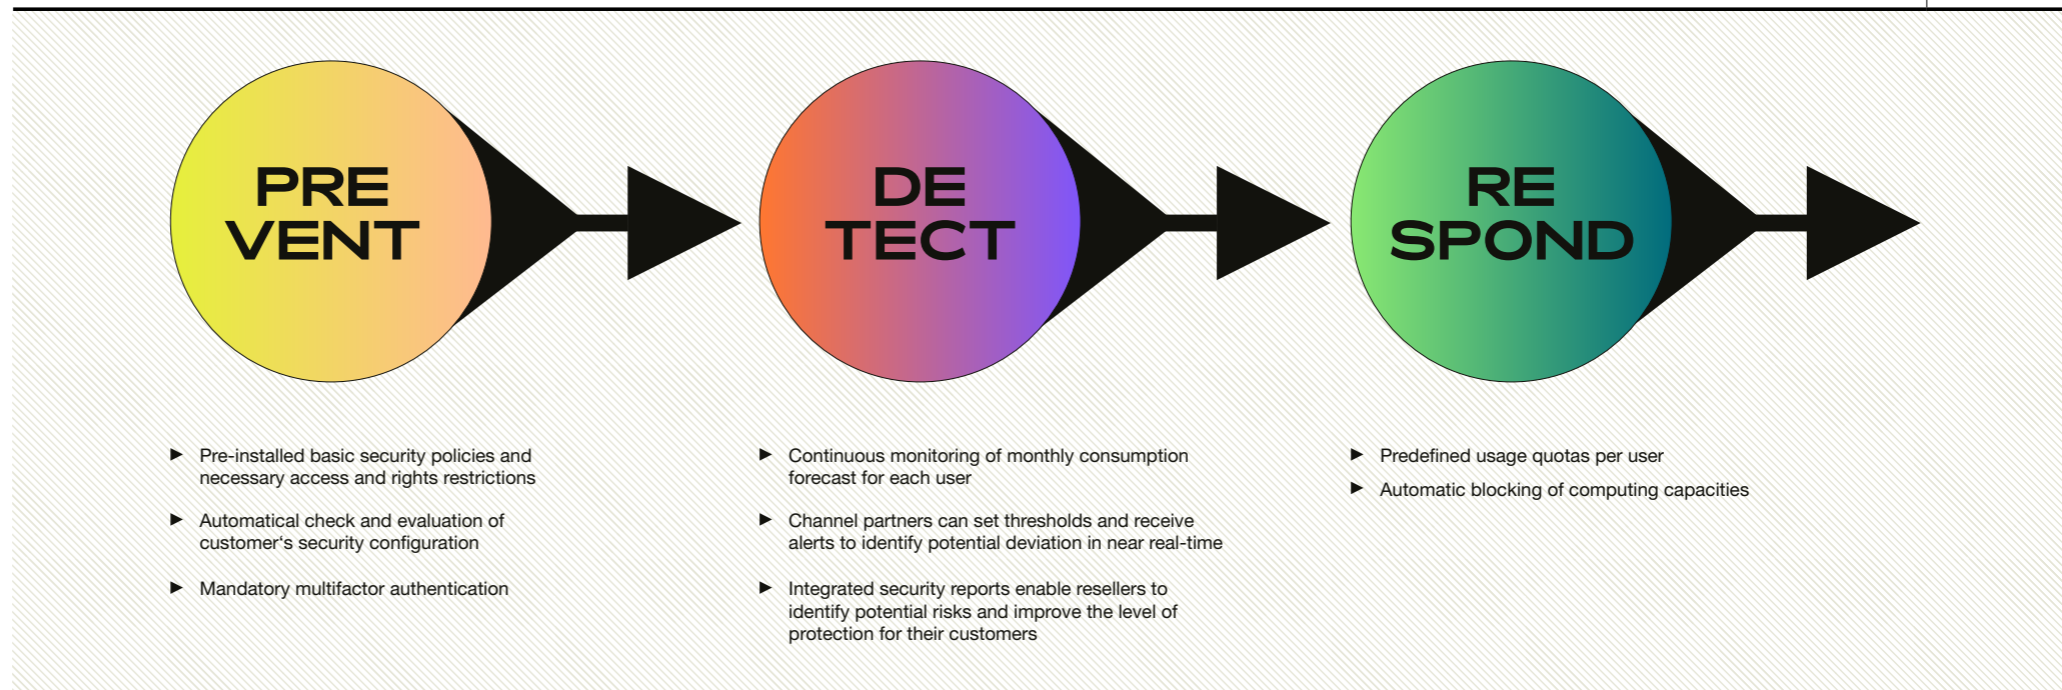 PRE
VENT
► Pre-installed basic security policies and
necessary access and rights restrictions
► Automatical check and evaluation of
customer‘s security configuration
► Mandatory multifactor authentication
DE
TECT
► Continuous monitoring of monthly consumption
forecast for each user
► Channel partners can set thresholds and receive
alerts to identify potential deviation in near real-time
► Integrated security reports enable resellers to
identify potential risks and improve the level of
protection for their customers
RE
SPOND
► Predefined usage quotas per user
► Automatic blocking of computing capacities